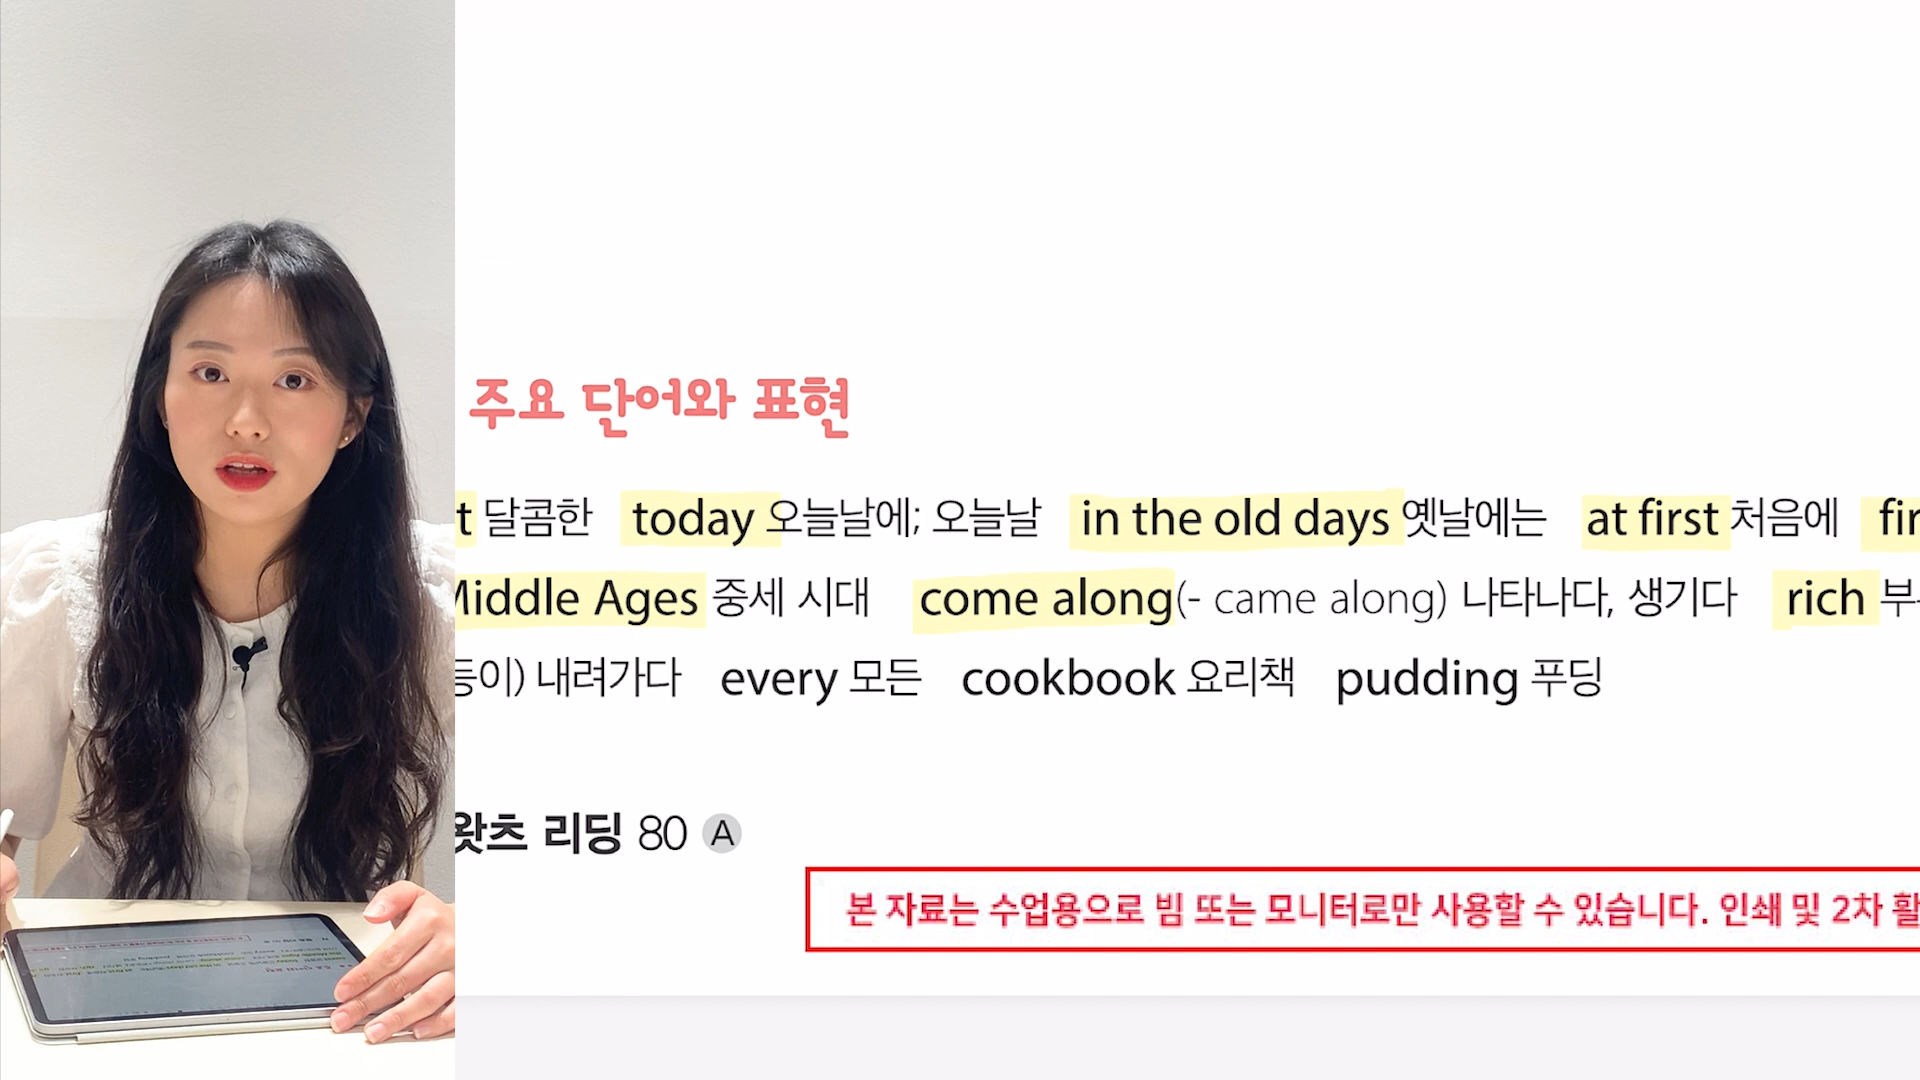 주요 단어와 표현
t 달콤한 today 오늘날에; 오늘날 in the old days 옛날에는 at first 처음에 fir
Middle Ages 중세 시대 come along(- came along) 나타나다, 생기다 rich 부
등이) 내려가다 every 모든 cookbook 요리책 pudding 푸딩
왓츠 리딩 80 A
본 자료는 수업용으로 빔 또는 모니터로만 사용할 수 있습니다. 인쇄 및 2차 활